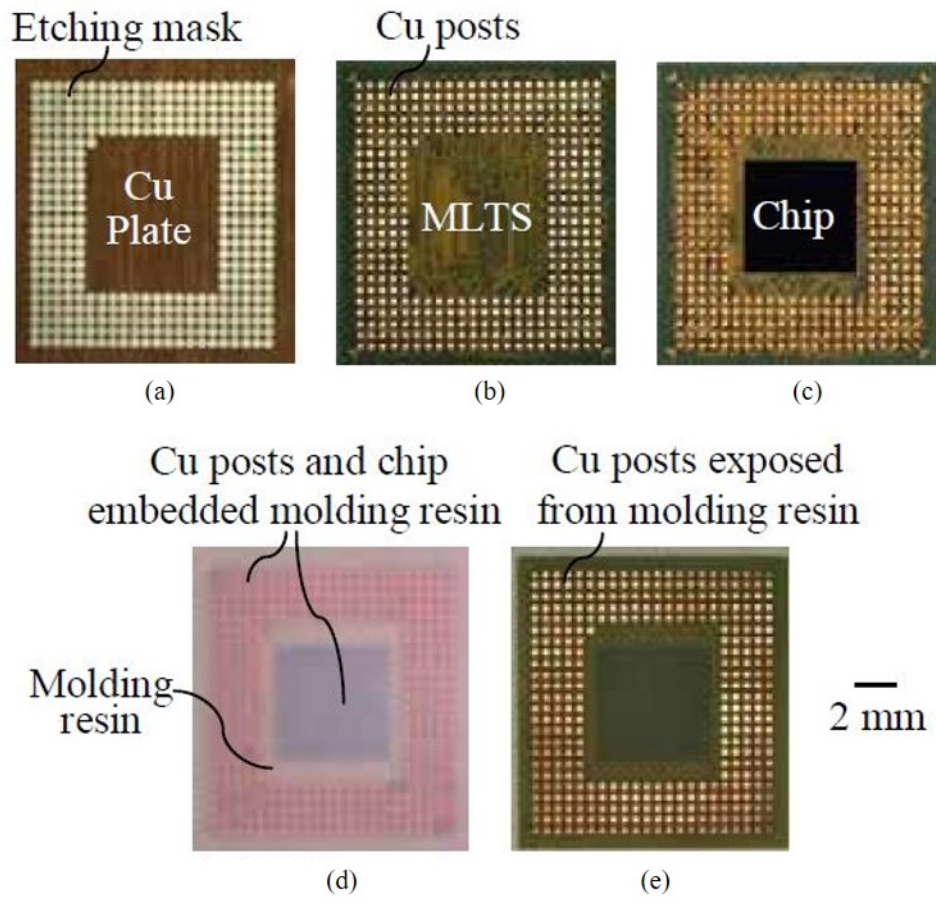 Etching mask
Cu posts
Cu
Plate
MLTS
Chip
(a)
(b)
(c)
Cu posts and chip
embedded molding resin
Cu posts exposed
from molding resin
Molding
resin
2 mm
(d)
(e)